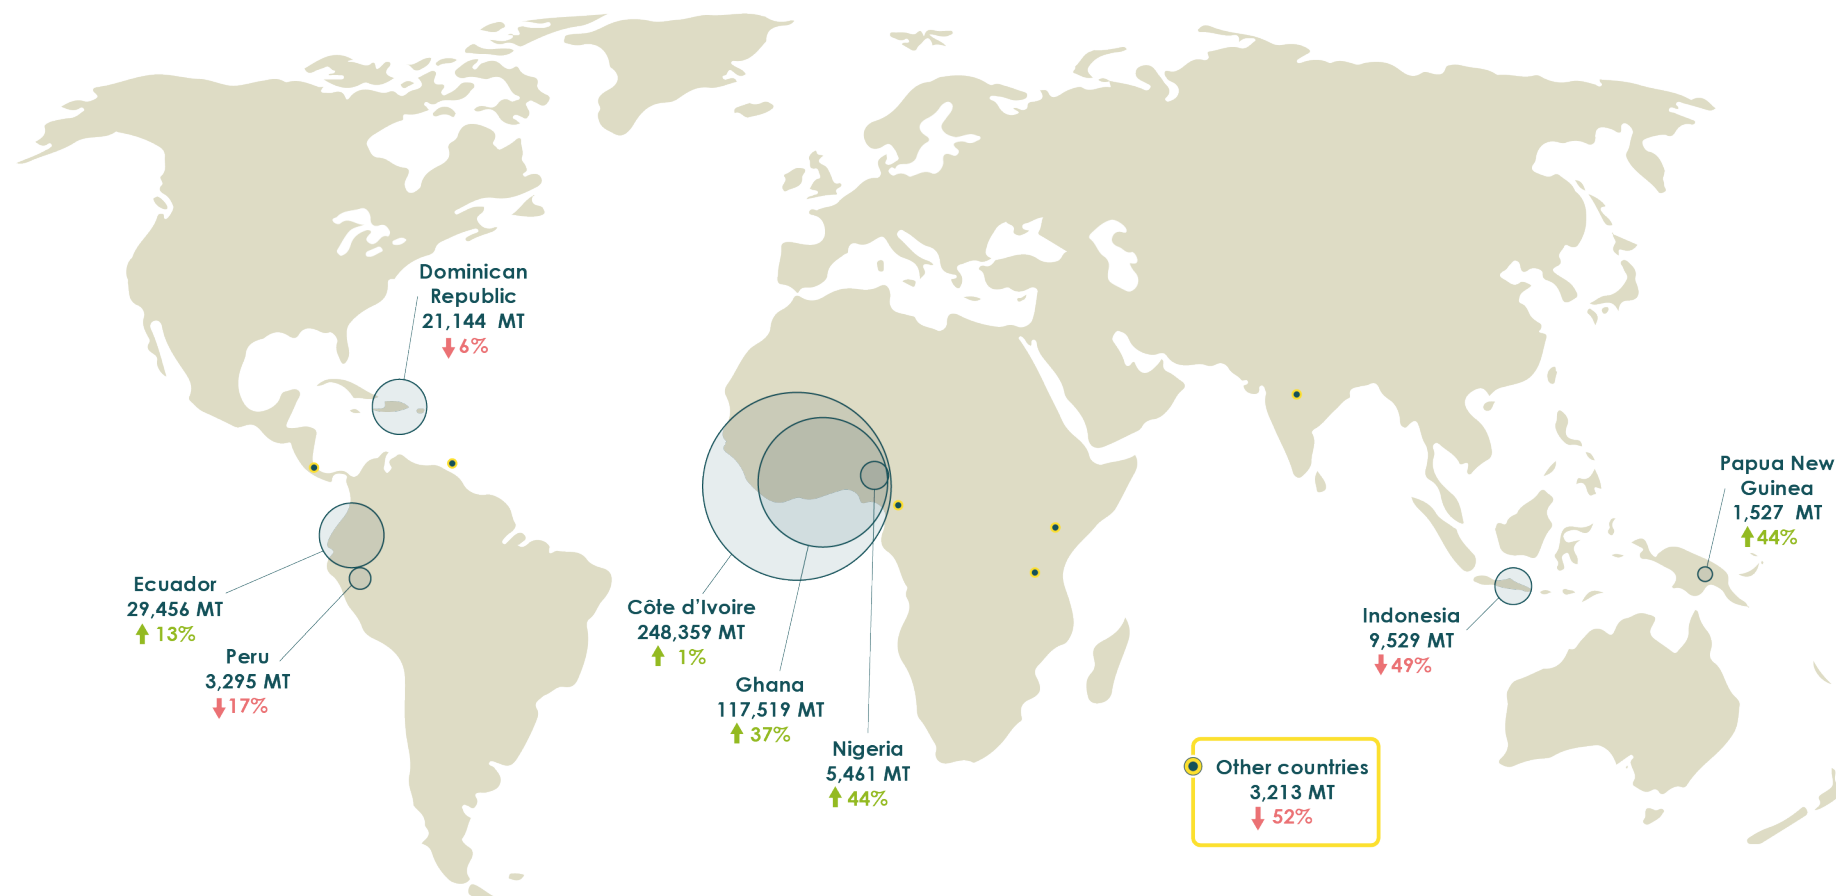 Dominican
Republic
21,144 MT
6%
Ecuador
29,456 MT
13%
Peru
3,295 MT
17%
Côte d’Ivoire
248,359 MT
1%
Ghana
117,519 MT
37%
Nigeria
5,461 MT
44%
Papua New
Guinea
1,527 MT
44%
Indonesia
9,529 MT
49%
Other countries
3,213 MT
52%